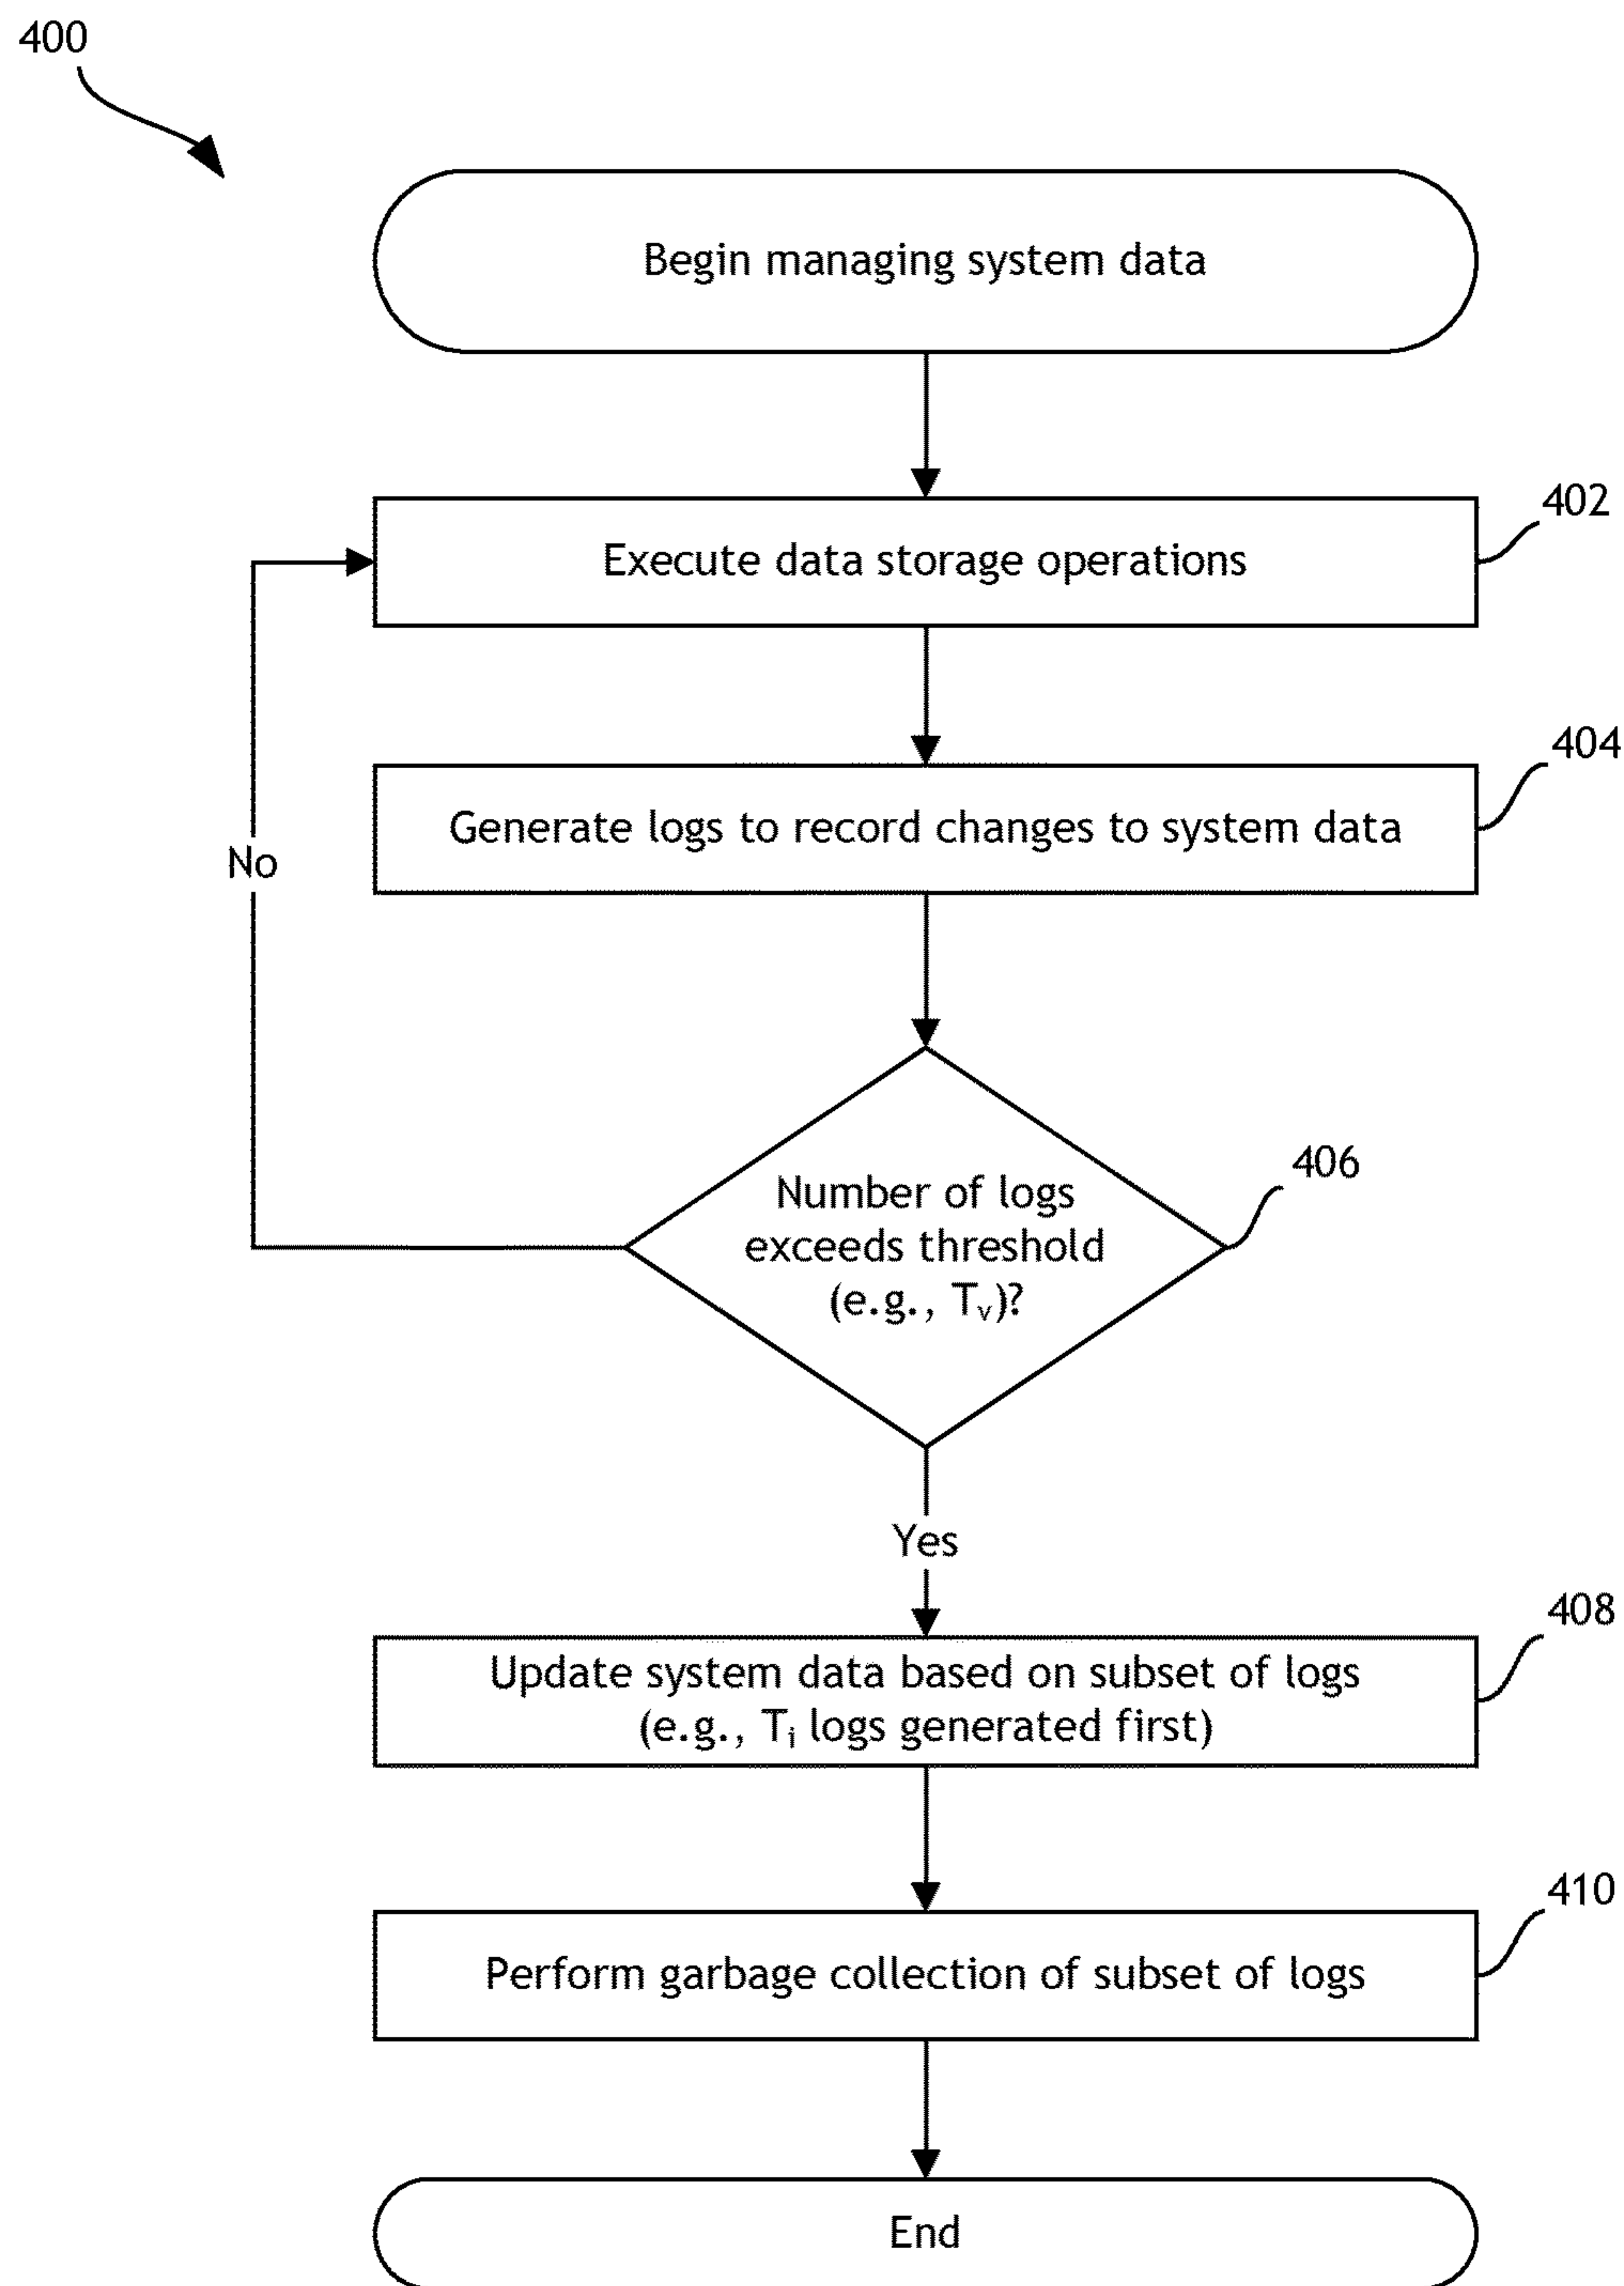 400
Begin managing system data
402
Execute data storage operations
404
Generate logs to record changes to system data
No
406
Number of logs
exceeds threshold
(e.g., Tᵥ)?
Yes
408
Update system data based on subset of logs
(e.g., Tᵢ logs generated first)
410
Perform garbage collection of subset of logs
End